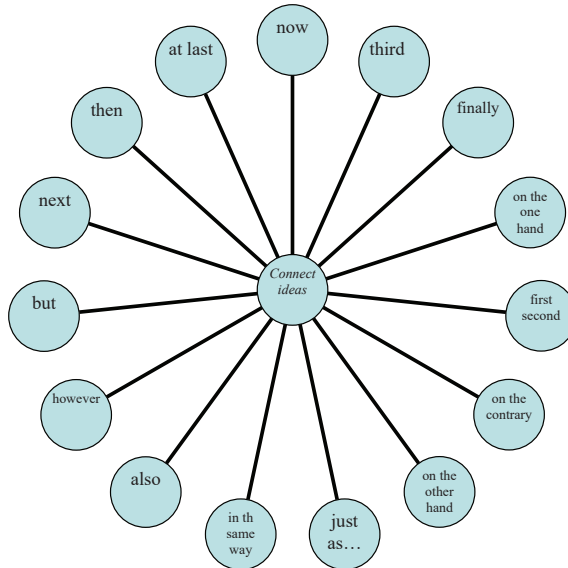 now
third
finally
on the
one
hand
first
second
on the
contrary
on the
other
hand
just
as…
in th
same
way
also
however
but
next
then
at last
Connect
ideas